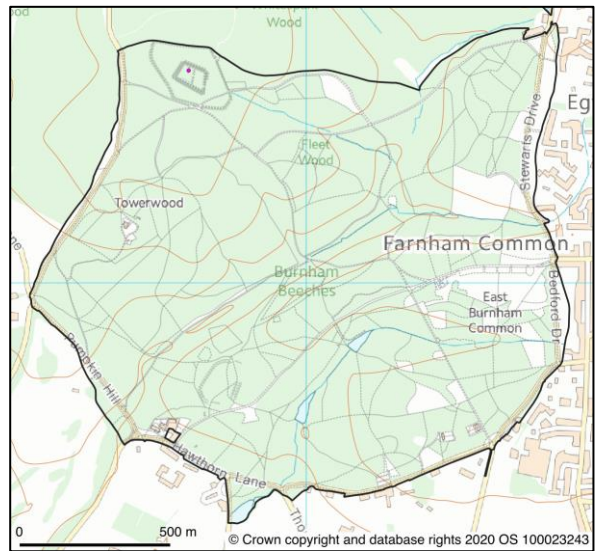 Wood
Eg
Stewarts Drive
Fleet
Wood
Towerwood
ne
Farnham Common
Burnham
Beeches
East
Burnham
Common
Bedford Dr
Pumpkin Hill
Hawthorn Lane
Tho
0
500 m
© Crown copyright and database rights 2020 OS 100023243